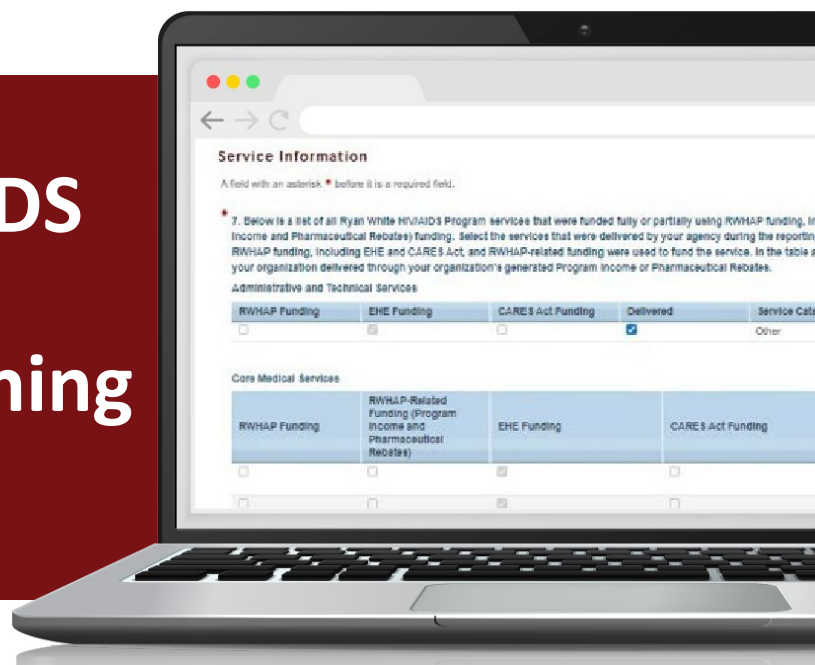 DS
ning
Service Information
A field with an asterisk * before it is a required field.
* 7. Below is a list of all Ryan White HIV/AIDS Program services that were funded fully or partially using RWHAP funding, in
Income and Pharmaceutical Rebates) funding. Select the services that were delivered by your agency during the reporting
RWHAP funding, including EHE and CARES Act, and RWHAP-related funding were used to fund the service. In the table a
your organization delivered through your organization's generated Program Income or Pharmaceutical Rebates.
Administrative and Technical Services
RWHAP Funding EHE Funding CARES Act Funding Delivered Service Cate
Other
Core Medical Services
RWHAP-Related
Funding (Program
RWHAP Funding Income and EHE Funding CARES Act Funding
Pharmaceutical
Rebates)